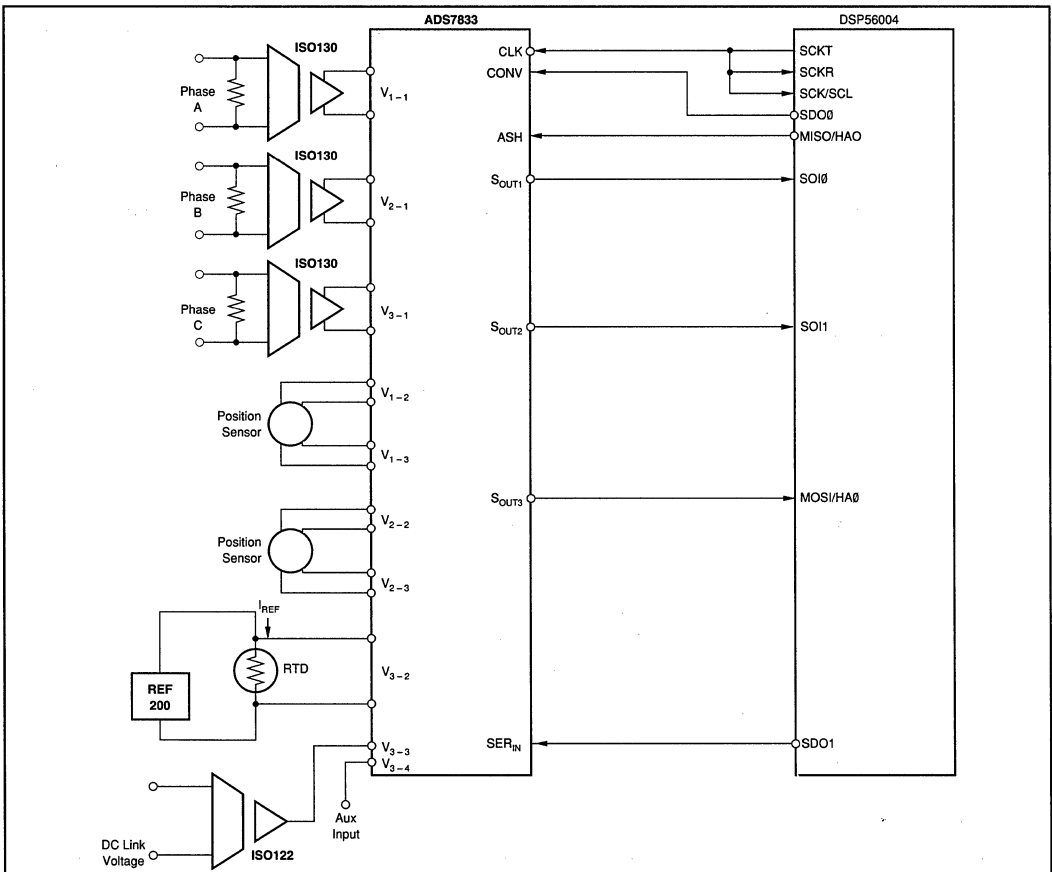 ADS7833
DSP56004
ISO130
Phase
A
V1–1
ISO130
Phase
B
V2–1
ISO130
Phase
C
V3–1
Position
Sensor
V1–2
V1–3
Position
Sensor
V2–2
V2–3
IREF
RTD
REF
200
V3–2
V3–3
V3–4
Aux
Input
DC Link
Voltage
ISO122
CLK
CONV
ASH
SOUT1
SOUT2
SOUT3
SERIN
SCKT
SCKR
SCK/SCL
SDO0
MISO/HAO
SOI0
SOI1
MOSI/HA0
SDO1